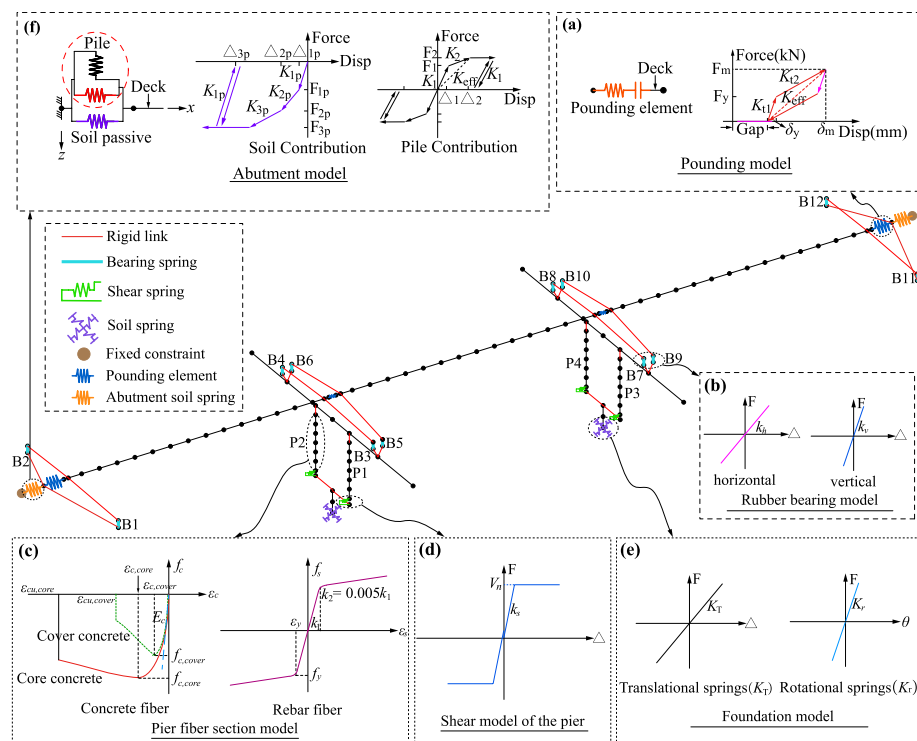 (f)
Pile
Deck
x
Soil passive
z
Force
△3p
△2p
△1p
Disp
K1p
K1p
F1p
K2p
F2p
K3p
F3p
Soil Contribution
Force
F2
K2
F1
K1
Keff
K1
△1 △2
Disp
Pile Contribution
Abutment model
(a)
Deck
Pounding element
Force(kN)
Fm
Kt2
Fy
Kt1
Keff
Gap
δy
δm
Disp(mm)
Pounding model
Rigid link
Bearing spring
Shear spring
Soil spring
Fixed constraint
Pounding element
Abutment soil spring
B12
B11
B8
B10
B9
B7
P4
P3
B4
B6
B5
B3
P2
P1
B2
B1
(b)
F
kh
△
horizontal
F
kv
△
vertical
Rubber bearing model
(c)
εcu,core
εc,core
εc,cover
εcu,cover
fc
εc
Ec
Cover concrete
fc,cover
Core concrete
fc,core
Concrete fiber
fs
k2= 0.005k1
εy
k1
εs
fy
Rebar fiber
Pier fiber section model
(d)
F
Vn
ks
△
Shear model of the pier
(e)
F
KT
△
Translational springs(KT)
F
Kr
θ
Rotational springs(Kr)
Foundation model